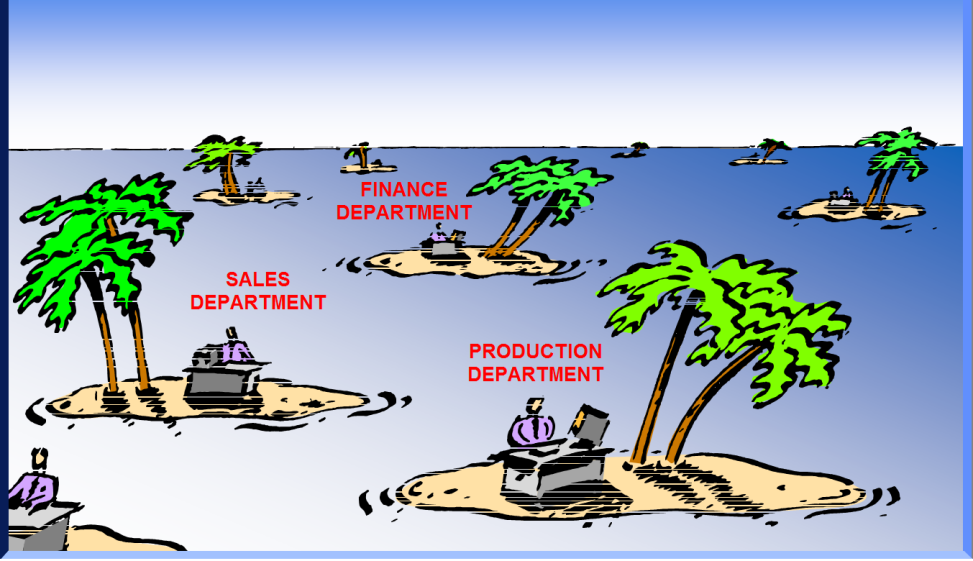 FINANCE
DEPARTMENT
SALES
DEPARTMENT
PRODUCTION
DEPARTMENT